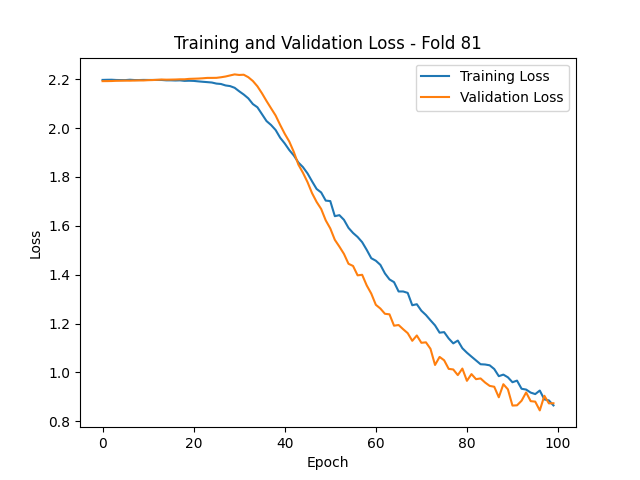 Training and Validation Loss - Fold 81
Training Loss
Validation Loss
2.2
2.0
1.8
1.6
1.4
1.2
1.0
0.8
Loss
0 20 40 60 80 100
Epoch